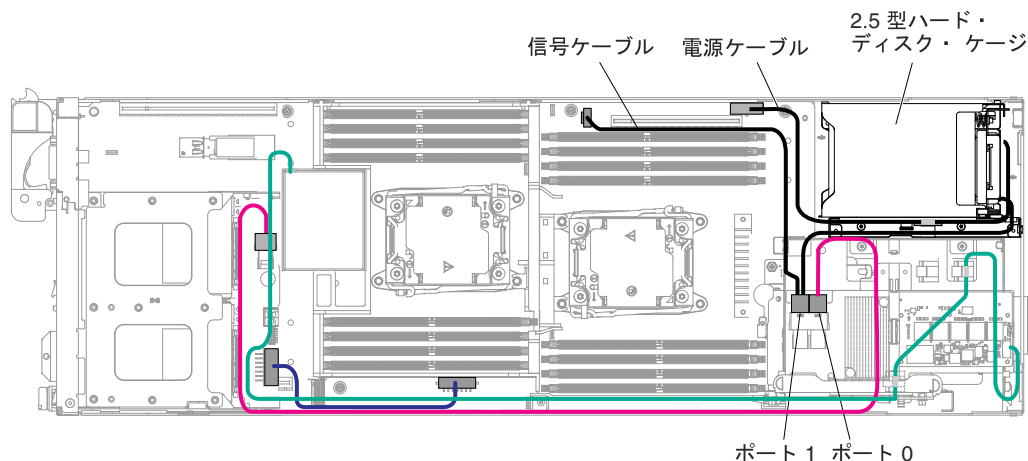 2.5 型ハード・
ディスク・ ケージ
信号ケーブル
電源ケーブル
ポート 1
ポート 0